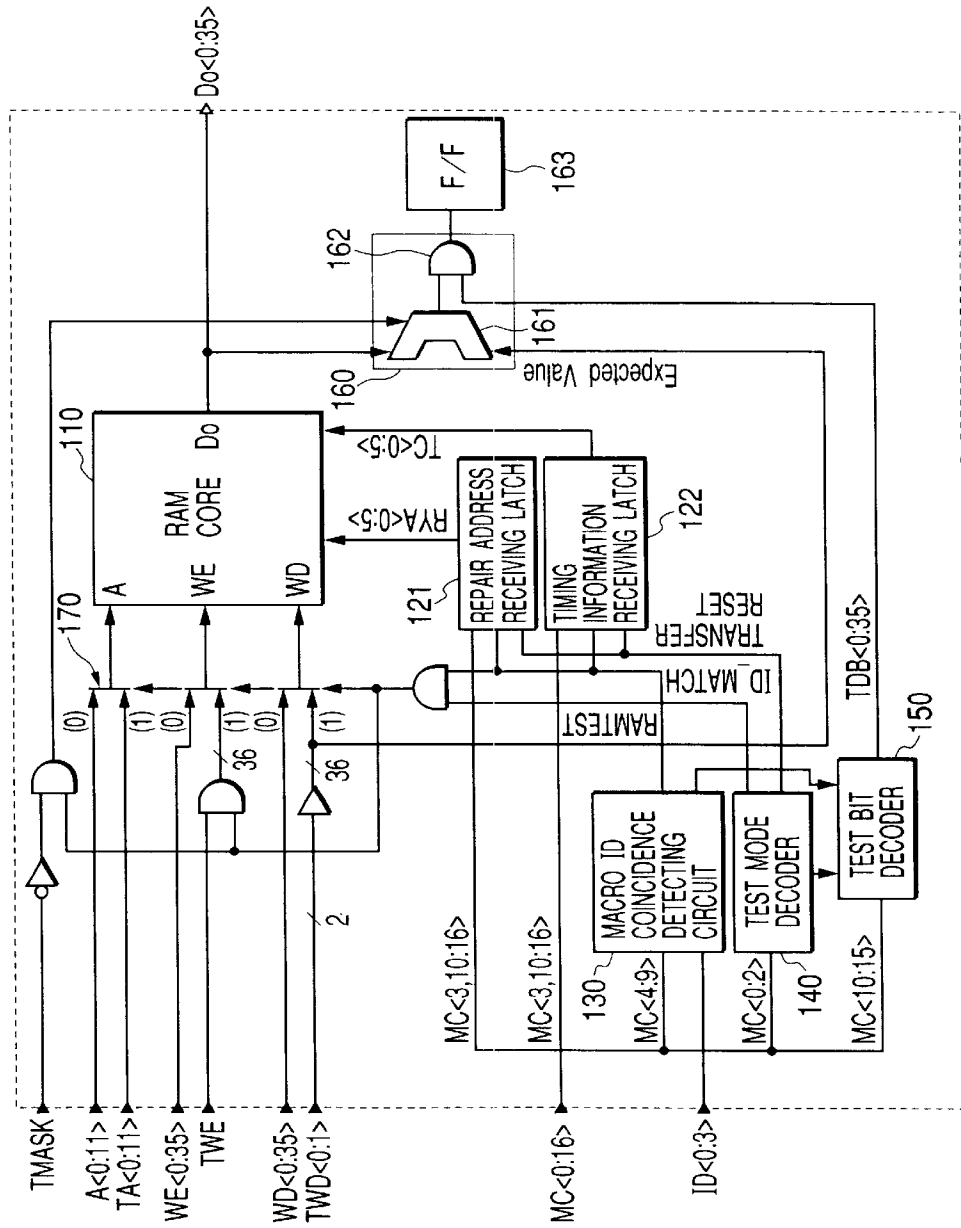 TMASK
A<0:11>
TA<0:11>
WE<0:35>
TWE
WD<0:35>
TWD<0:1>
MC<0:16>
ID<0:3>
(0)
(1)
(0)
(1)
(0)
(1)
36
36
2
170
110
A
WE
WD
RAM
CORE
Do
Do<0:35>
RYA<0:5>
TC<0:5>
121
REPAIR ADDRESS
RECEIVING LATCH
TIMING
INFORMATION
RECEIVING LATCH
122
160
161
162
F/F
163
Expected Value
MC<3,10:16>
MC<3,10:16>
130
MACRO ID
COINCIDENCE
DETECTING
CIRCUIT
MC<4:9>
MC<0:2>
TEST MODE
DECODER
140
MC<10:15>
TEST BIT
DECODER
150
RAMTEST
ID_MATCH
TRANSFER
RESET
TDB<0:35>